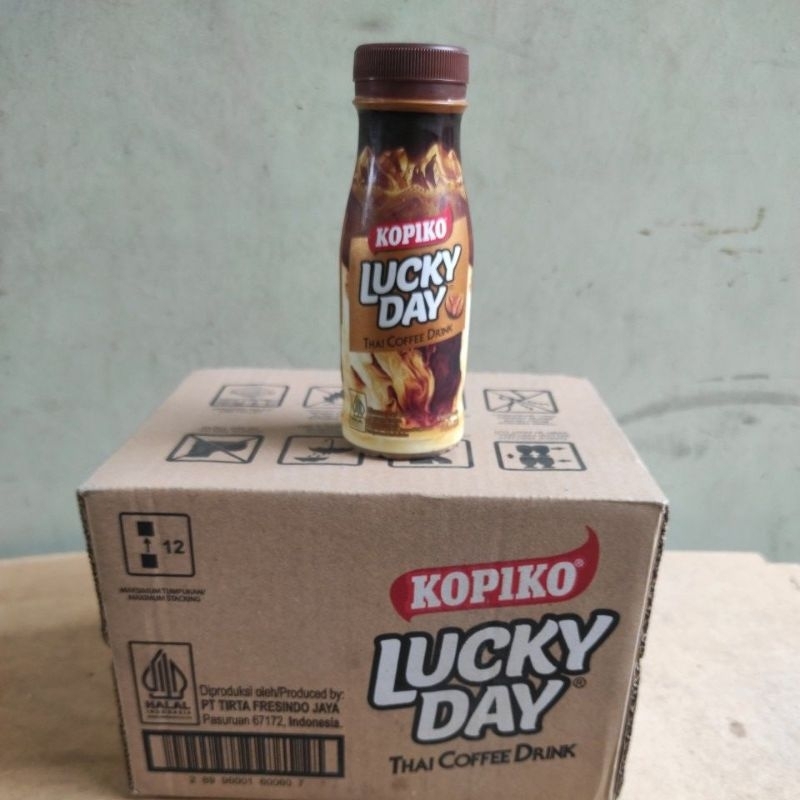 KOPIKO
LUCKY
DAY
THAI COFFEE DRINK
12
MAKSIMUM TUMPUKAN/
MAXIMUM STACKING
HALAL
INDONESIA
Diproduksi oleh/Produced by:
PT TIRTA FRESINDO JAYA
Pasuruan 67172, Indonesia.
KOPIKO®
LUCKY
DAY®
THAI COFFEE DRINK